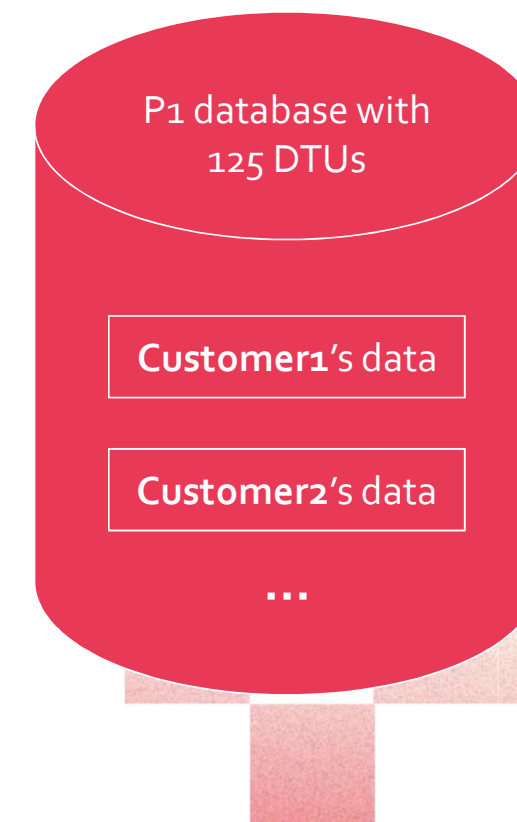 P1 database with
125 DTUs
Customer1’s data
Customer2’s data
...